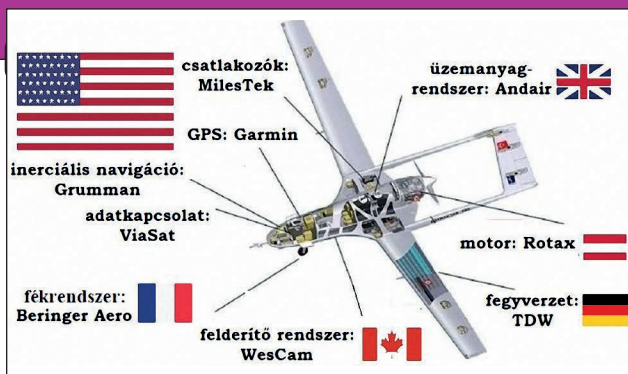 csatlakozók:
MilesTek
üzemanyag-
rendszer: Andair
GPS: Garmin
inerciális navigáció:
Grumman
adatkapcsolat:
ViaSat
motor: Rotax
fékrendszer:
Beringer Aero
felderítő rendszer:
WesCam
fegyverzet:
TDW